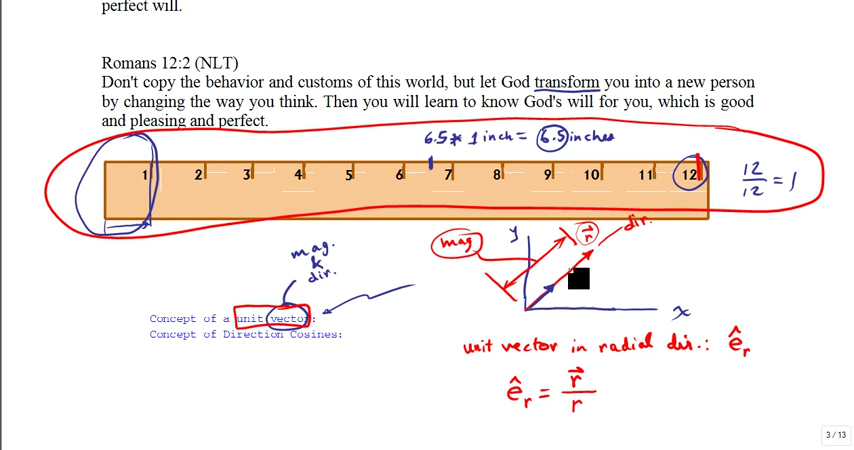 perfect will.
Romans 12:2 (NLT)
Don't copy the behavior and customs of this world, but let God transform you into a new person
by changing the way you think. Then you will learn to know God's will for you, which is good
and pleasing and perfect.
6.5 * 1 inch = 6.5 inches
1 2 3 4 5 6 7 8 9 10 11 12
12/12 = 1
mag.
&
dir.
mag
y
r⃗
dir.
x
Concept of a unit vector:
Concept of Direction Cosines:
unit vector in radial dir.: ê_r
ê_r = r⃗/r
3 / 13